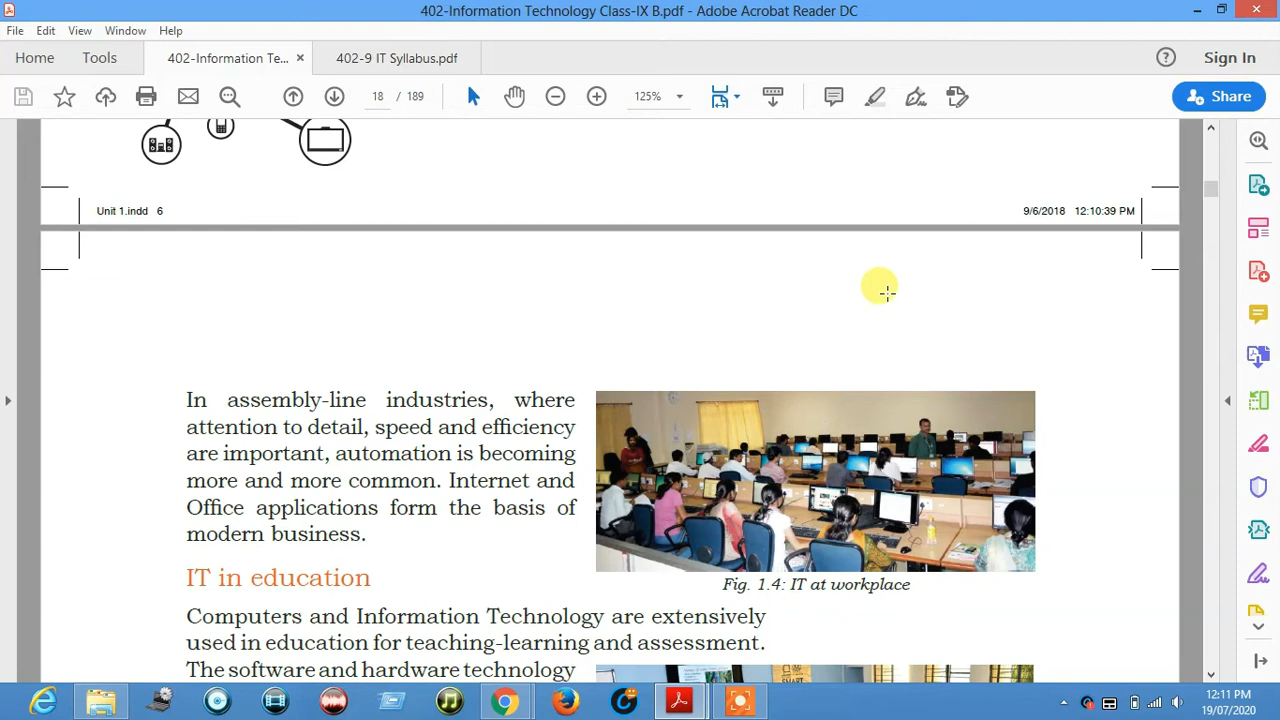 402-Information Technology Class-IX B.pdf - Adobe Acrobat Reader DC
File Edit View Window Help
Home Tools 402-Information Te... × 402-9 IT Syllabus.pdf ? Sign In
18 / 189 125% Share
Unit 1.indd 6 9/6/2018 12:10:39 PM
In assembly-line industries, where
attention to detail, speed and efficiency
are important, automation is becoming
more and more common. Internet and
Office applications form the basis of
modern business.
Fig. 1.4: IT at workplace
IT in education
Computers and Information Technology are extensively
used in education for teaching-learning and assessment.
The software and hardware technology
12:11 PM
19/07/2020